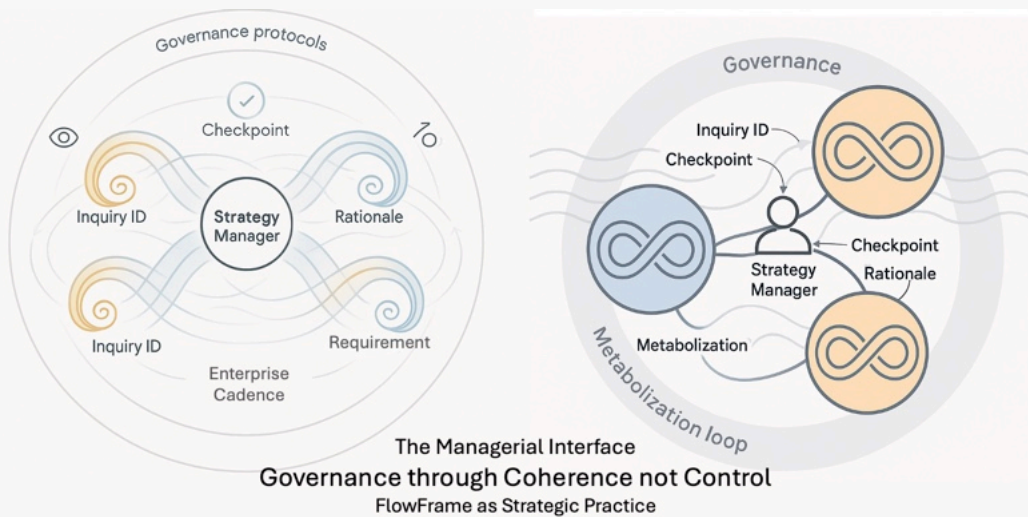 Governance protocols
Checkpoint
Inquiry ID
Strategy
Manager
Rationale
Inquiry ID
Requirement
Enterprise
Cadence
Governance
Inquiry ID
Checkpoint
Checkpoint
Strategy
Manager
Rationale
Metabolization
Metabolization loop
The Managerial Interface
Governance through Coherence not Control
FlowFrame as Strategic Practice